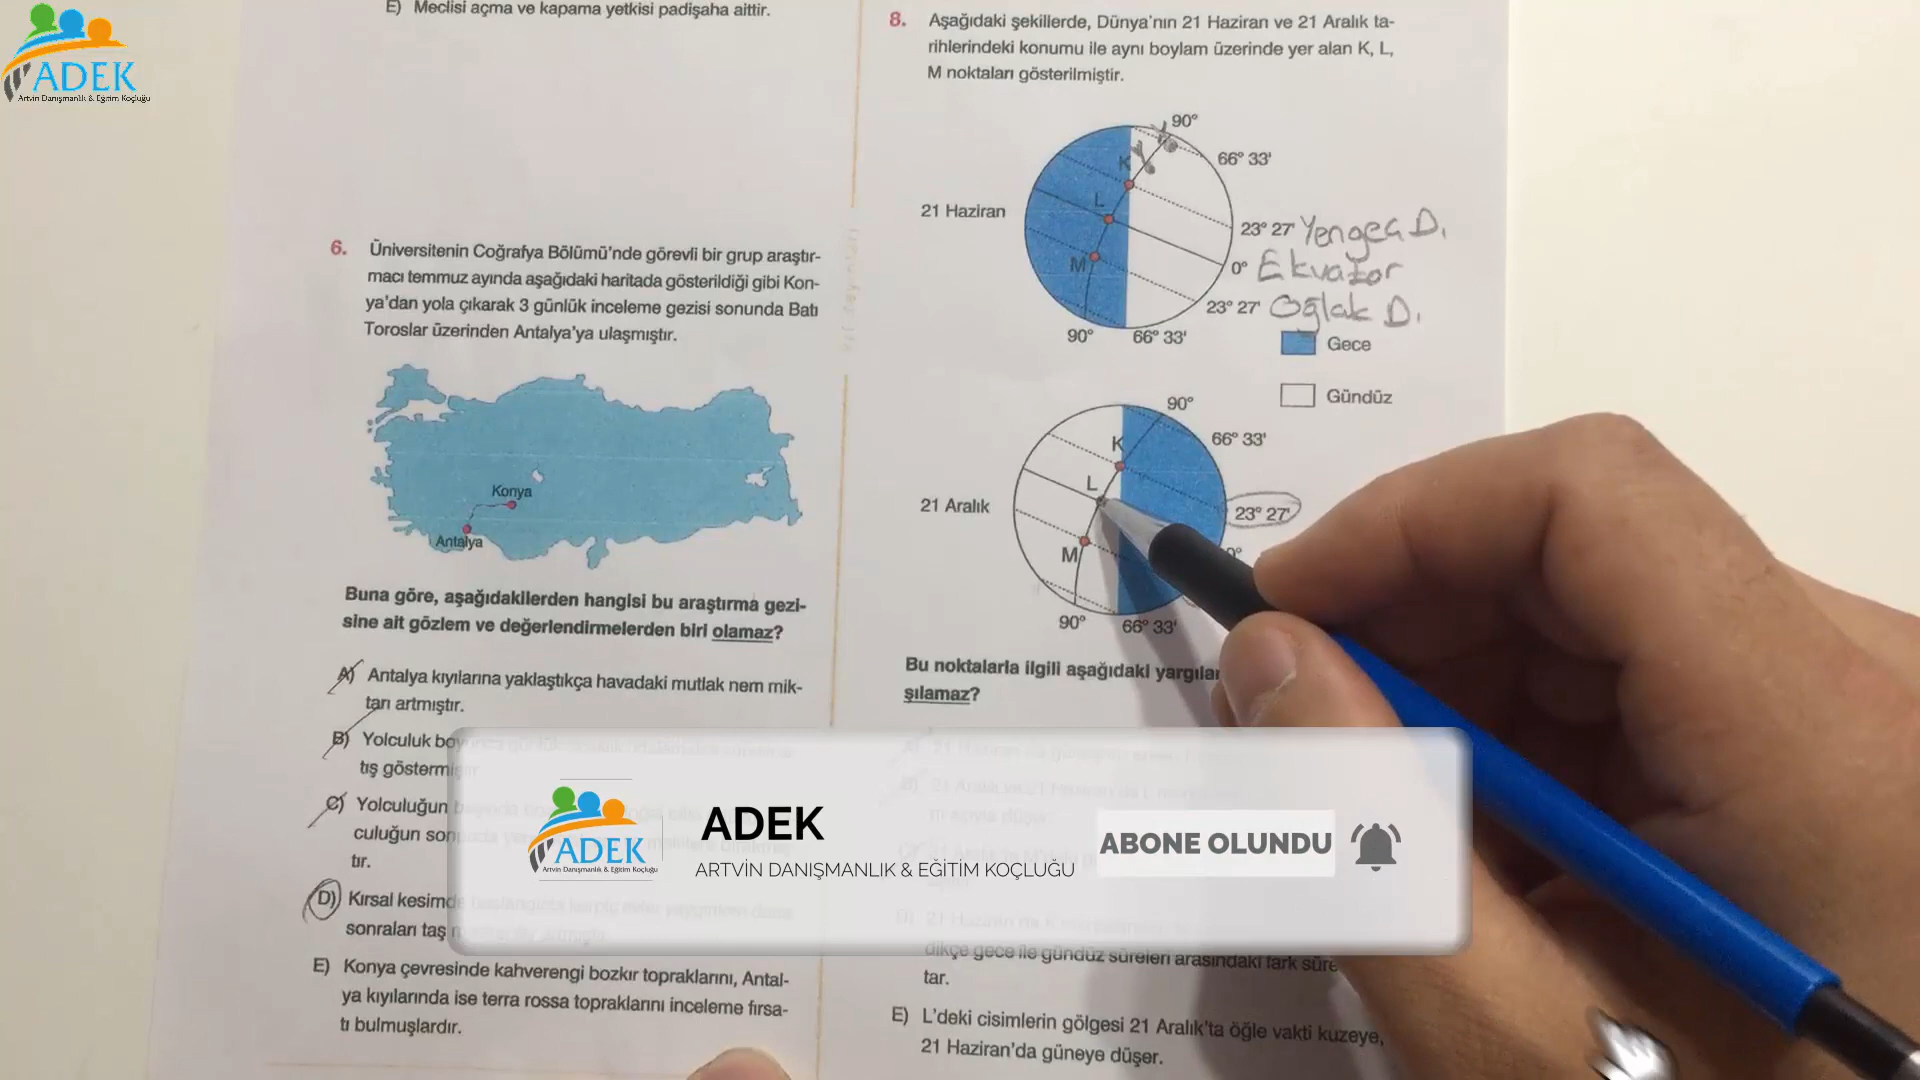 ADEK
Artvin Danışmanlık & Eğitim Koçluğu
E) Meclisi açma ve kapama yetkisi padişaha aittir.
6. Üniversitenin Coğrafya Bölümü'nde görevli bir grup araştır-
macı temmuz ayında aşağıdaki haritada gösterildiği gibi Kon-
ya'dan yola çıkarak 3 günlük inceleme gezisi sonunda Batı
Toroslar üzerinden Antalya'ya ulaşmıştır.
Konya
Antalya
Buna göre, aşağıdakilerden hangisi bu araştırma gezi-
sine ait gözlem ve değerlendirmelerden biri olamaz?
A) Antalya kıyılarına yaklaştıkça havadaki mutlak nem mik-
tarı artmıştır.
B) Yolculuk
tış
C) Yolculuğun
culuğun
tır.
D) Kırsal
sonraları taş
E) Konya çevresinde kahverengi bozkır topraklarını, Antal-
ya kıyılarında ise terra rossa topraklarını inceleme fırsa-
tı bulmuşlardır.
8. Aşağıdaki şekillerde, Dünya'nın 21 Haziran ve 21 Aralık ta-
rihlerindeki konumu ile aynı boylam üzerinde yer alan K, L,
M noktaları gösterilmiştir.
90°
66° 33'
K
L
21 Haziran
23° 27' Yengeç D.
M
0° Ekvator
23° 27' Oğlak D.
90°
66° 33'
Gece
Gündüz
90°
66° 33'
K
L
21 Aralık
23° 27'
M
90°
66° 33'
Bu noktalarla ilgili aşağıdaki
şılamaz?
dikçe gece ile gündüz süreleri arasındaki fark
tar.
E) L'deki cisimlerin gölgesi 21 Aralık'ta öğle vakti kuzeye,
21 Haziran'da güneye düşer.
ADEK
Artvin Danışmanlık & Eğitim Koçluğu
ADEK
ARTVİN DANIŞMANLIK & EĞİTİM KOÇLUĞU
ABONE OLUNDU